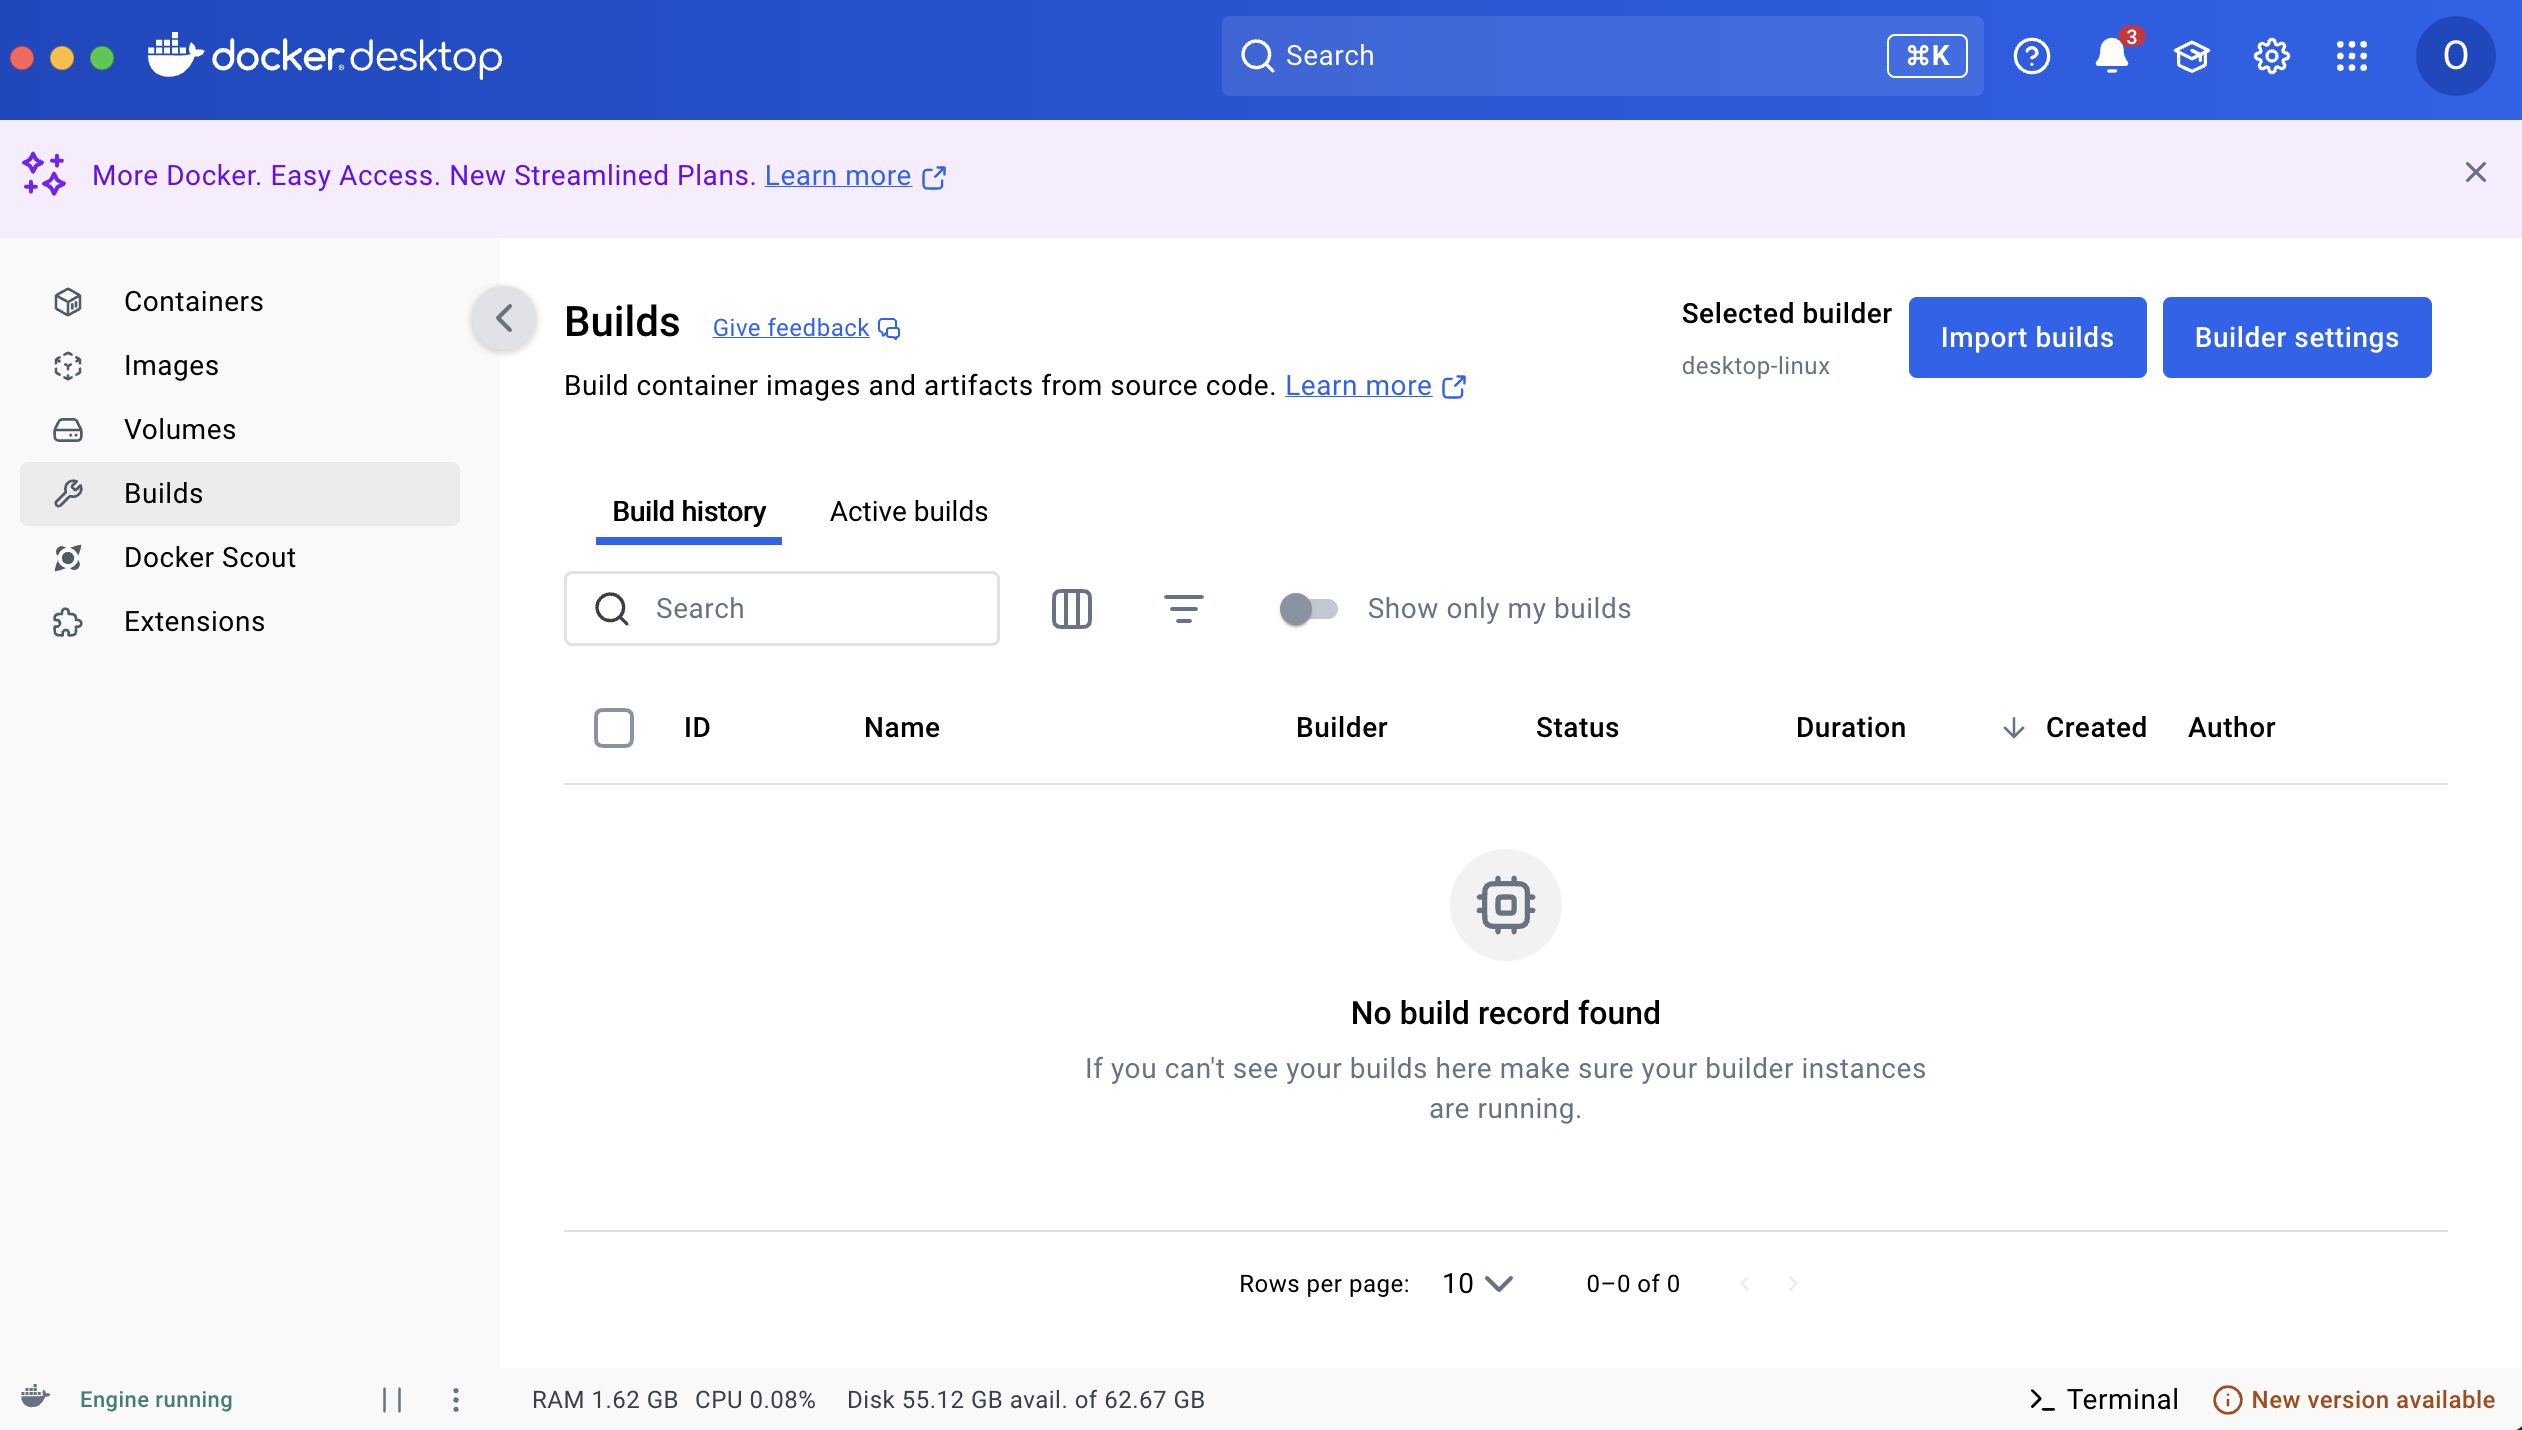 docker desktop
Search
⌘K
3
O
More Docker. Easy Access. New Streamlined Plans. Learn more
Containers
Images
Volumes
Builds
Docker Scout
Extensions
Builds
Give feedback
Build container images and artifacts from source code. Learn more
Selected builder
desktop-linux
Import builds
Builder settings
Build history
Active builds
Search
Show only my builds
ID Name Builder Status Duration Created Author
No build record found
If you can't see your builds here make sure your builder instances
are running.
Rows per page: 10 0–0 of 0
Engine running
RAM 1.62 GB CPU 0.08% Disk 55.12 GB avail. of 62.67 GB
Terminal
New version available